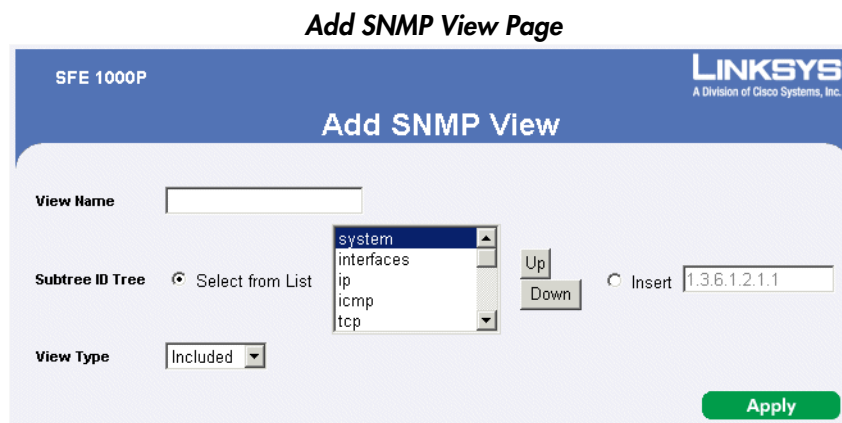 Add SNMP View Page
SFE 1000P
LINKSYS
A Division of Cisco Systems, Inc.
Add SNMP View
View Name
Subtree ID Tree
Select from List
system
interfaces
ip
icmp
tcp
Up
Down
Insert
1.3.6.1.2.1.1
View Type
Included
Apply